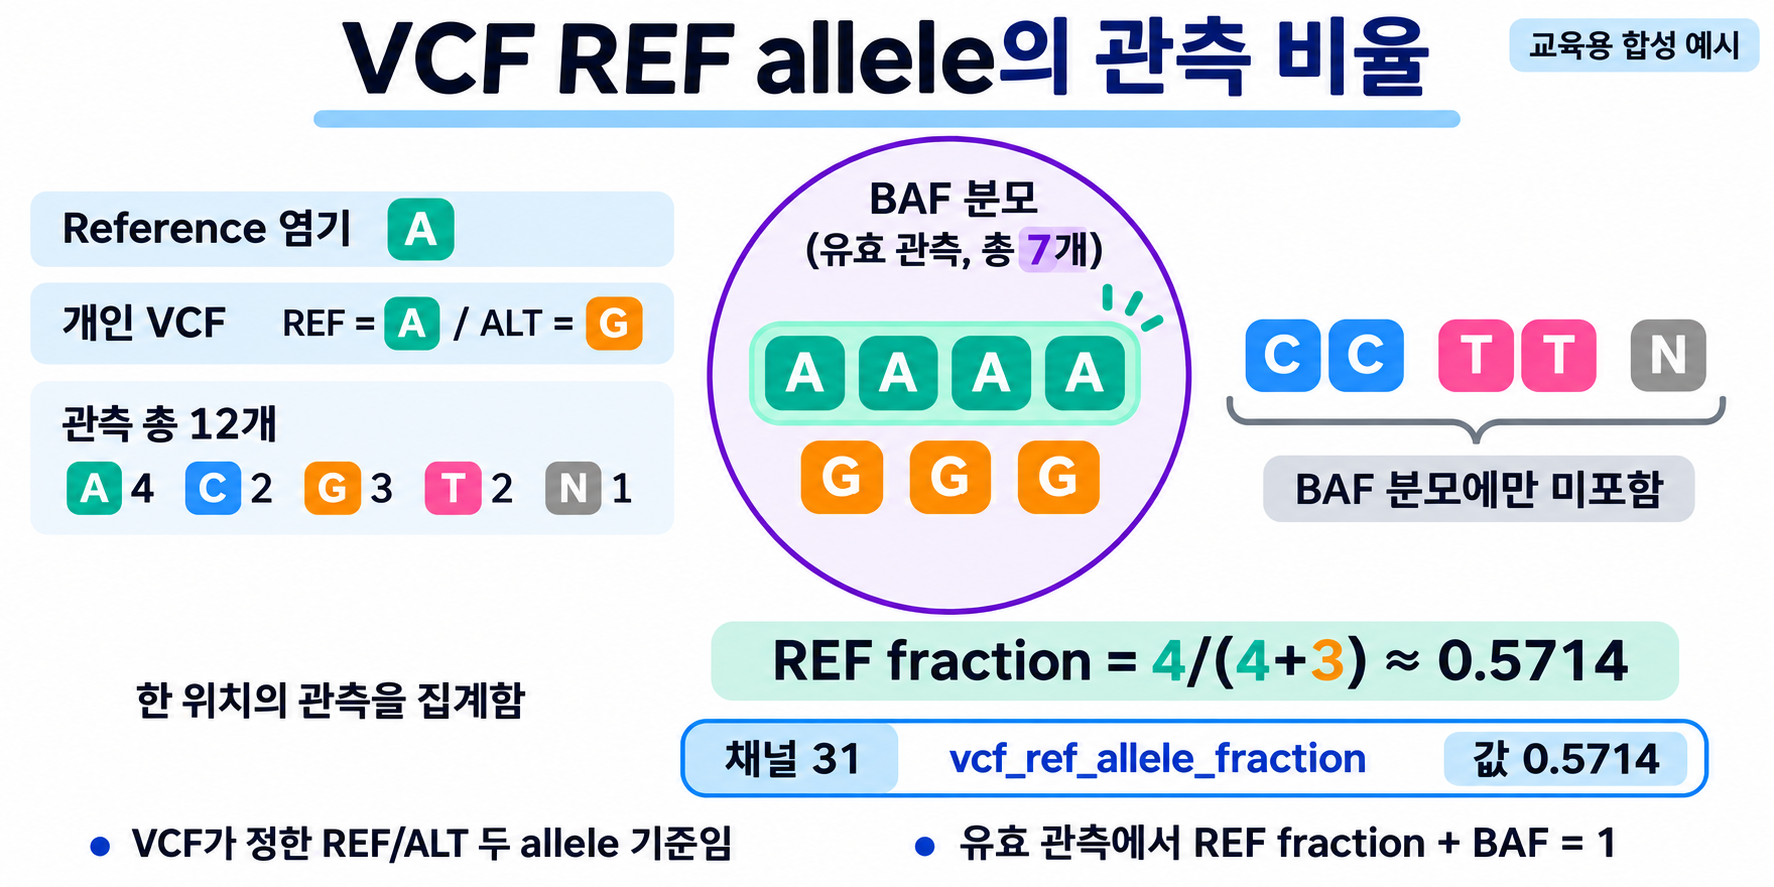 VCF REF allele의 관측 비율
교육용 합성 예시
Reference 염기 A
개인 VCF REF = A / ALT = G
관측 총 12개
A 4 C 2 G 3 T 2 N 1
한 위치의 관측을 집계함
BAF 분모
(유효 관측, 총 7개)
A A A A
G G G
C C T T N
BAF 분모에만 미포함
REF fraction = 4/(4+3) ≈ 0.5714
채널 31 vcf_ref_allele_fraction 값 0.5714
• VCF가 정한 REF/ALT 두 allele 기준임
• 유효 관측에서 REF fraction + BAF = 1